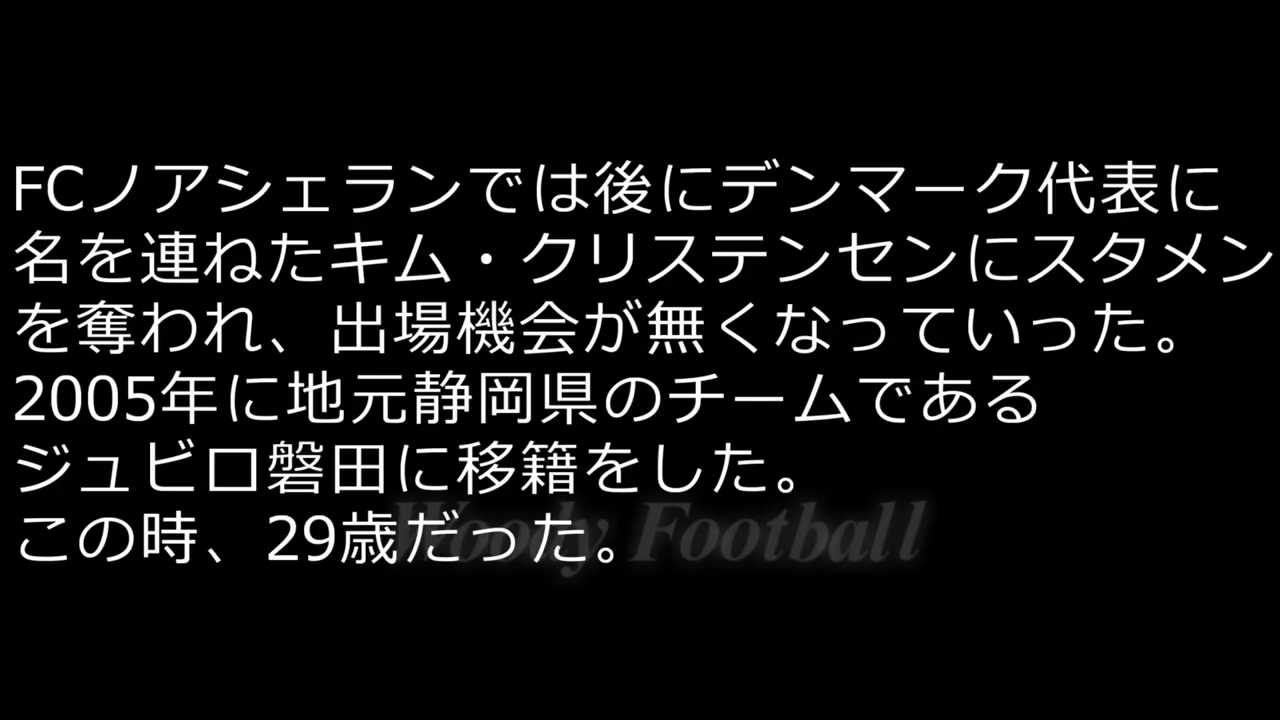 FCノアシェランでは後にデンマーク代表に
名を連ねたキム・クリステンセンにスタメン
を奪われ、出場機会が無くなっていった。
2005年に地元静岡県のチームである
ジュビロ磐田に移籍をした。
この時、29歳だった。
Woody Football